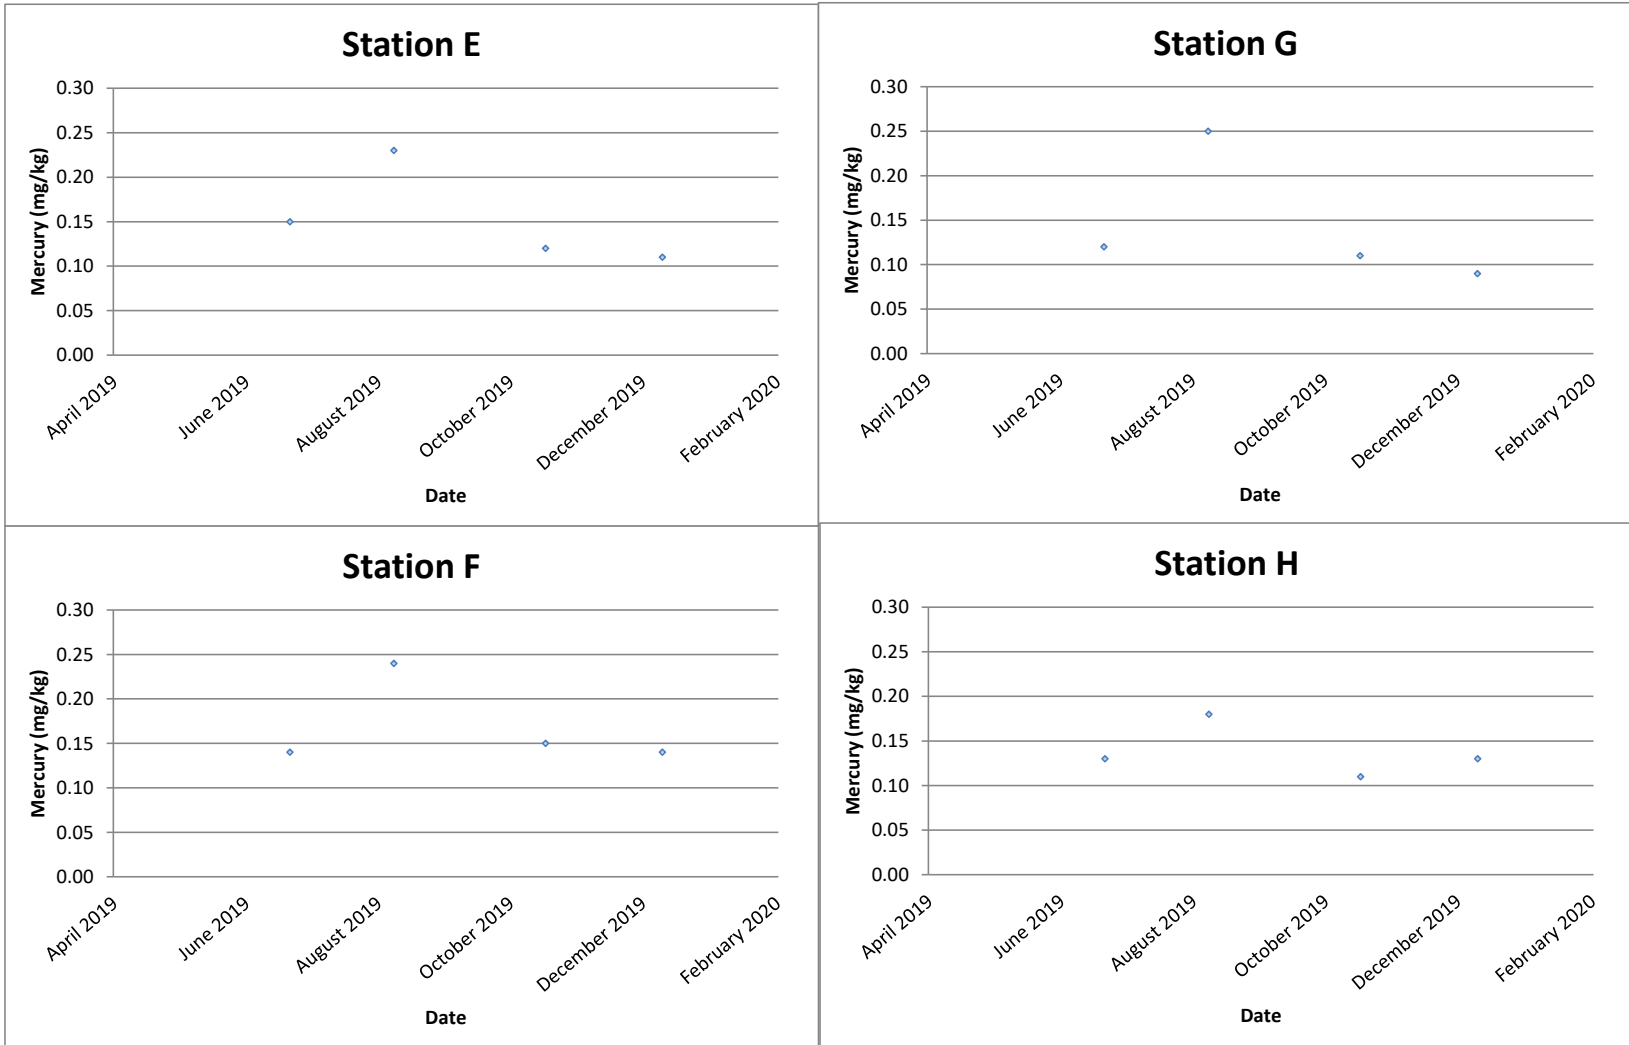 Station E
Mercury (mg/kg)
0.30
0.25
0.20
0.15
0.10
0.05
0.00
April 2019
June 2019
August 2019
October 2019
December 2019
February 2020
Date
Station G
Mercury (mg/kg)
0.30
0.25
0.20
0.15
0.10
0.05
0.00
April 2019
June 2019
August 2019
October 2019
December 2019
February 2020
Date
Station F
Mercury (mg/kg)
0.30
0.25
0.20
0.15
0.10
0.05
0.00
April 2019
June 2019
August 2019
October 2019
December 2019
February 2020
Date
Station H
Mercury (mg/kg)
0.30
0.25
0.20
0.15
0.10
0.05
0.00
April 2019
June 2019
August 2019
October 2019
December 2019
February 2020
Date